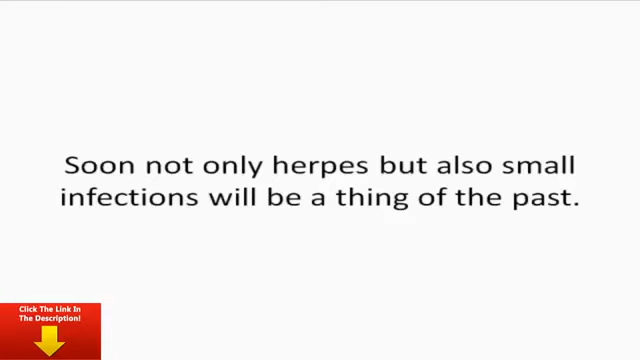 Soon not only herpes but also small
infections will be a thing of the past.
Click The Link In
The Description!